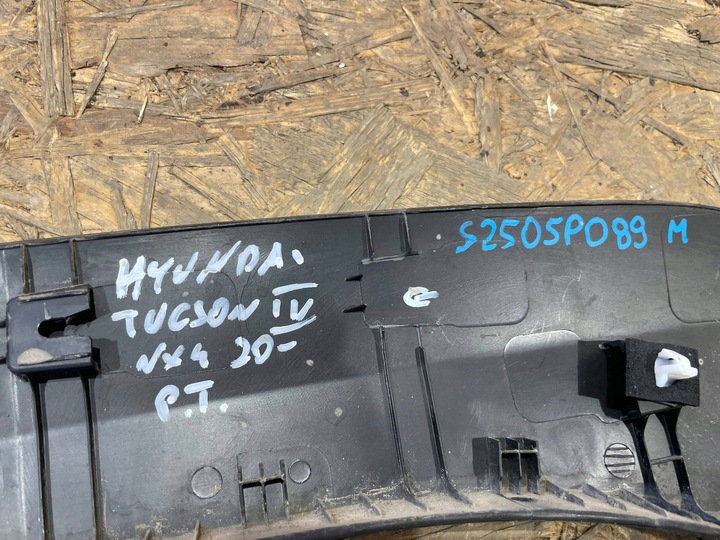 HYUNDAI
TUCSON IV
NX4 20-
P.T.
S2505P089 M